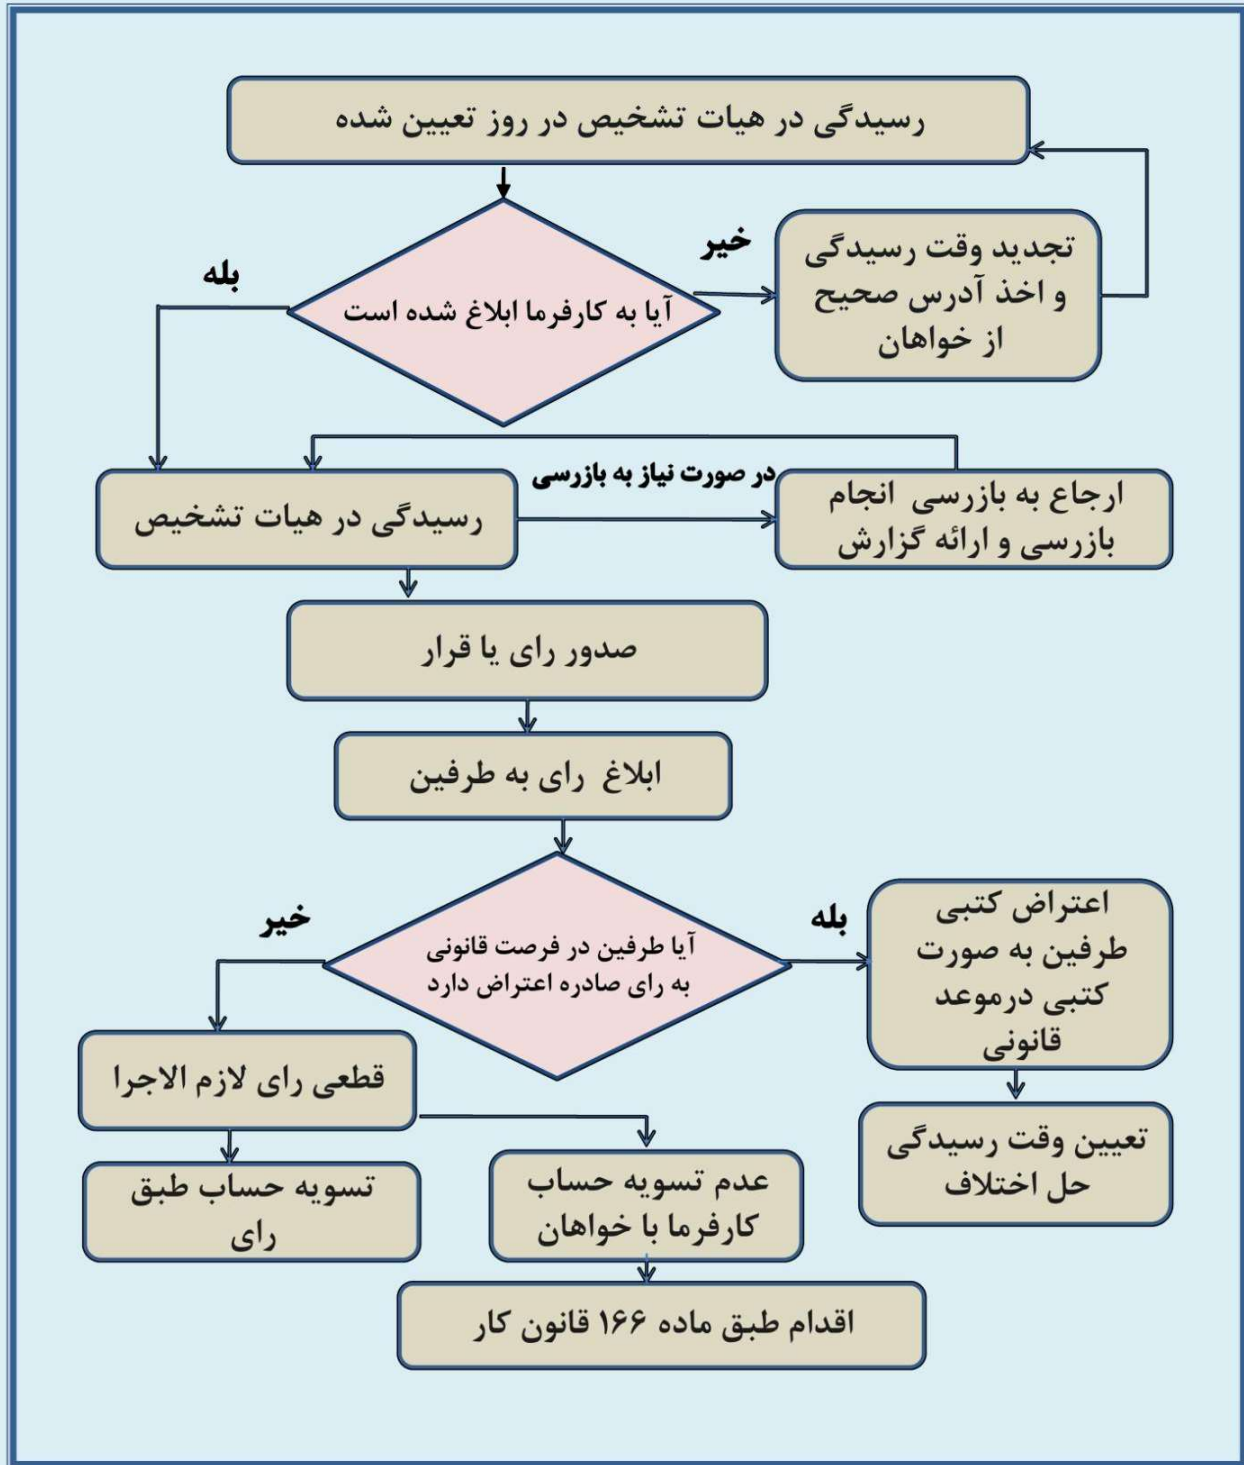 رسیدگی در هیات تشخیص در روز تعیین شده
خیر
تجدید وقت رسیدگی
و اخذ آدرس صحیح
از خواهان
بله
آیا به کارفرما ابلاغ شده است
در صورت نیاز به بازرسی
ارجاع به بازرسی انجام
بازرسی و ارائه گزارش
رسیدگی در هیات تشخیص
صدور رای یا قرار
ابلاغ رای به طرفین
بله
اعتراض کتبی
طرفین به صورت
کتبی درموعد
قانونی
خیر
آیا طرفین در فرصت قانونی
به رای صادره اعتراض دارد
قطعی رای لازم الاجرا
تعیین وقت رسیدگی
حل اختلاف
عدم تسویه حساب
کارفرما با خواهان
تسویه حساب طبق
رای
اقدام طبق ماده ۱۶۶ قانون کار